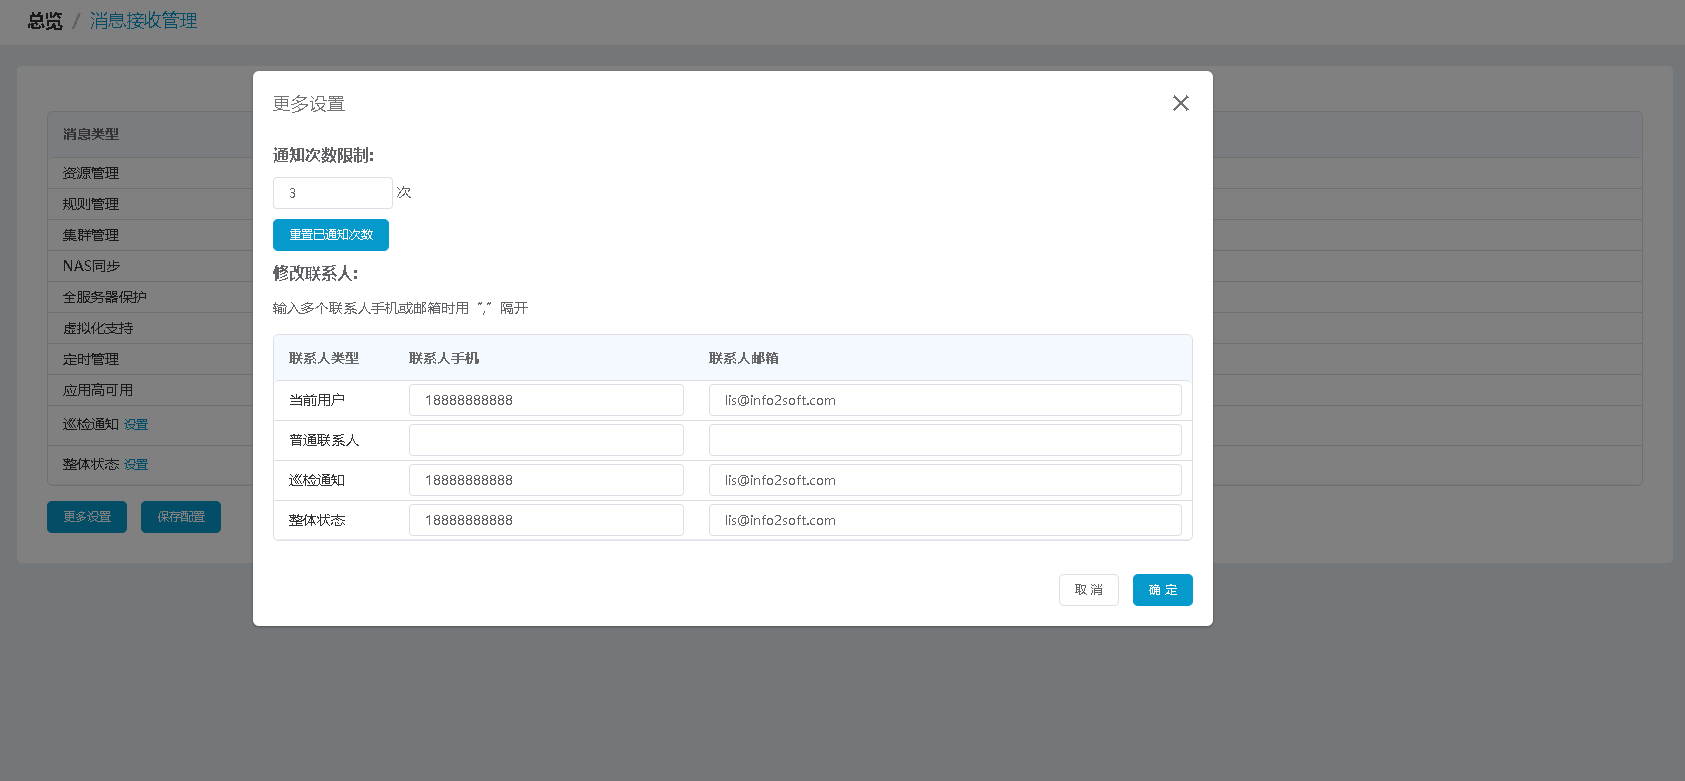 总览 / 消息接收管理
更多设置
通知次数限制:
3 次
重置已通知次数
修改联系人:
输入多个联系人手机或邮箱时用 "," 隔开
联系人类型 联系人手机 联系人邮箱
当前用户 18888888888 lis@info2soft.com
普通联系人
巡检通知 18888888888 lis@info2soft.com
整体状态 18888888888 lis@info2soft.com
取 消 确 定
消息类型
资源管理
规则管理
集群管理
NAS同步
全服务器保护
虚拟化支持
定时管理
应用高可用
巡检通知 设置
整体状态 设置
更多设置 保存配置